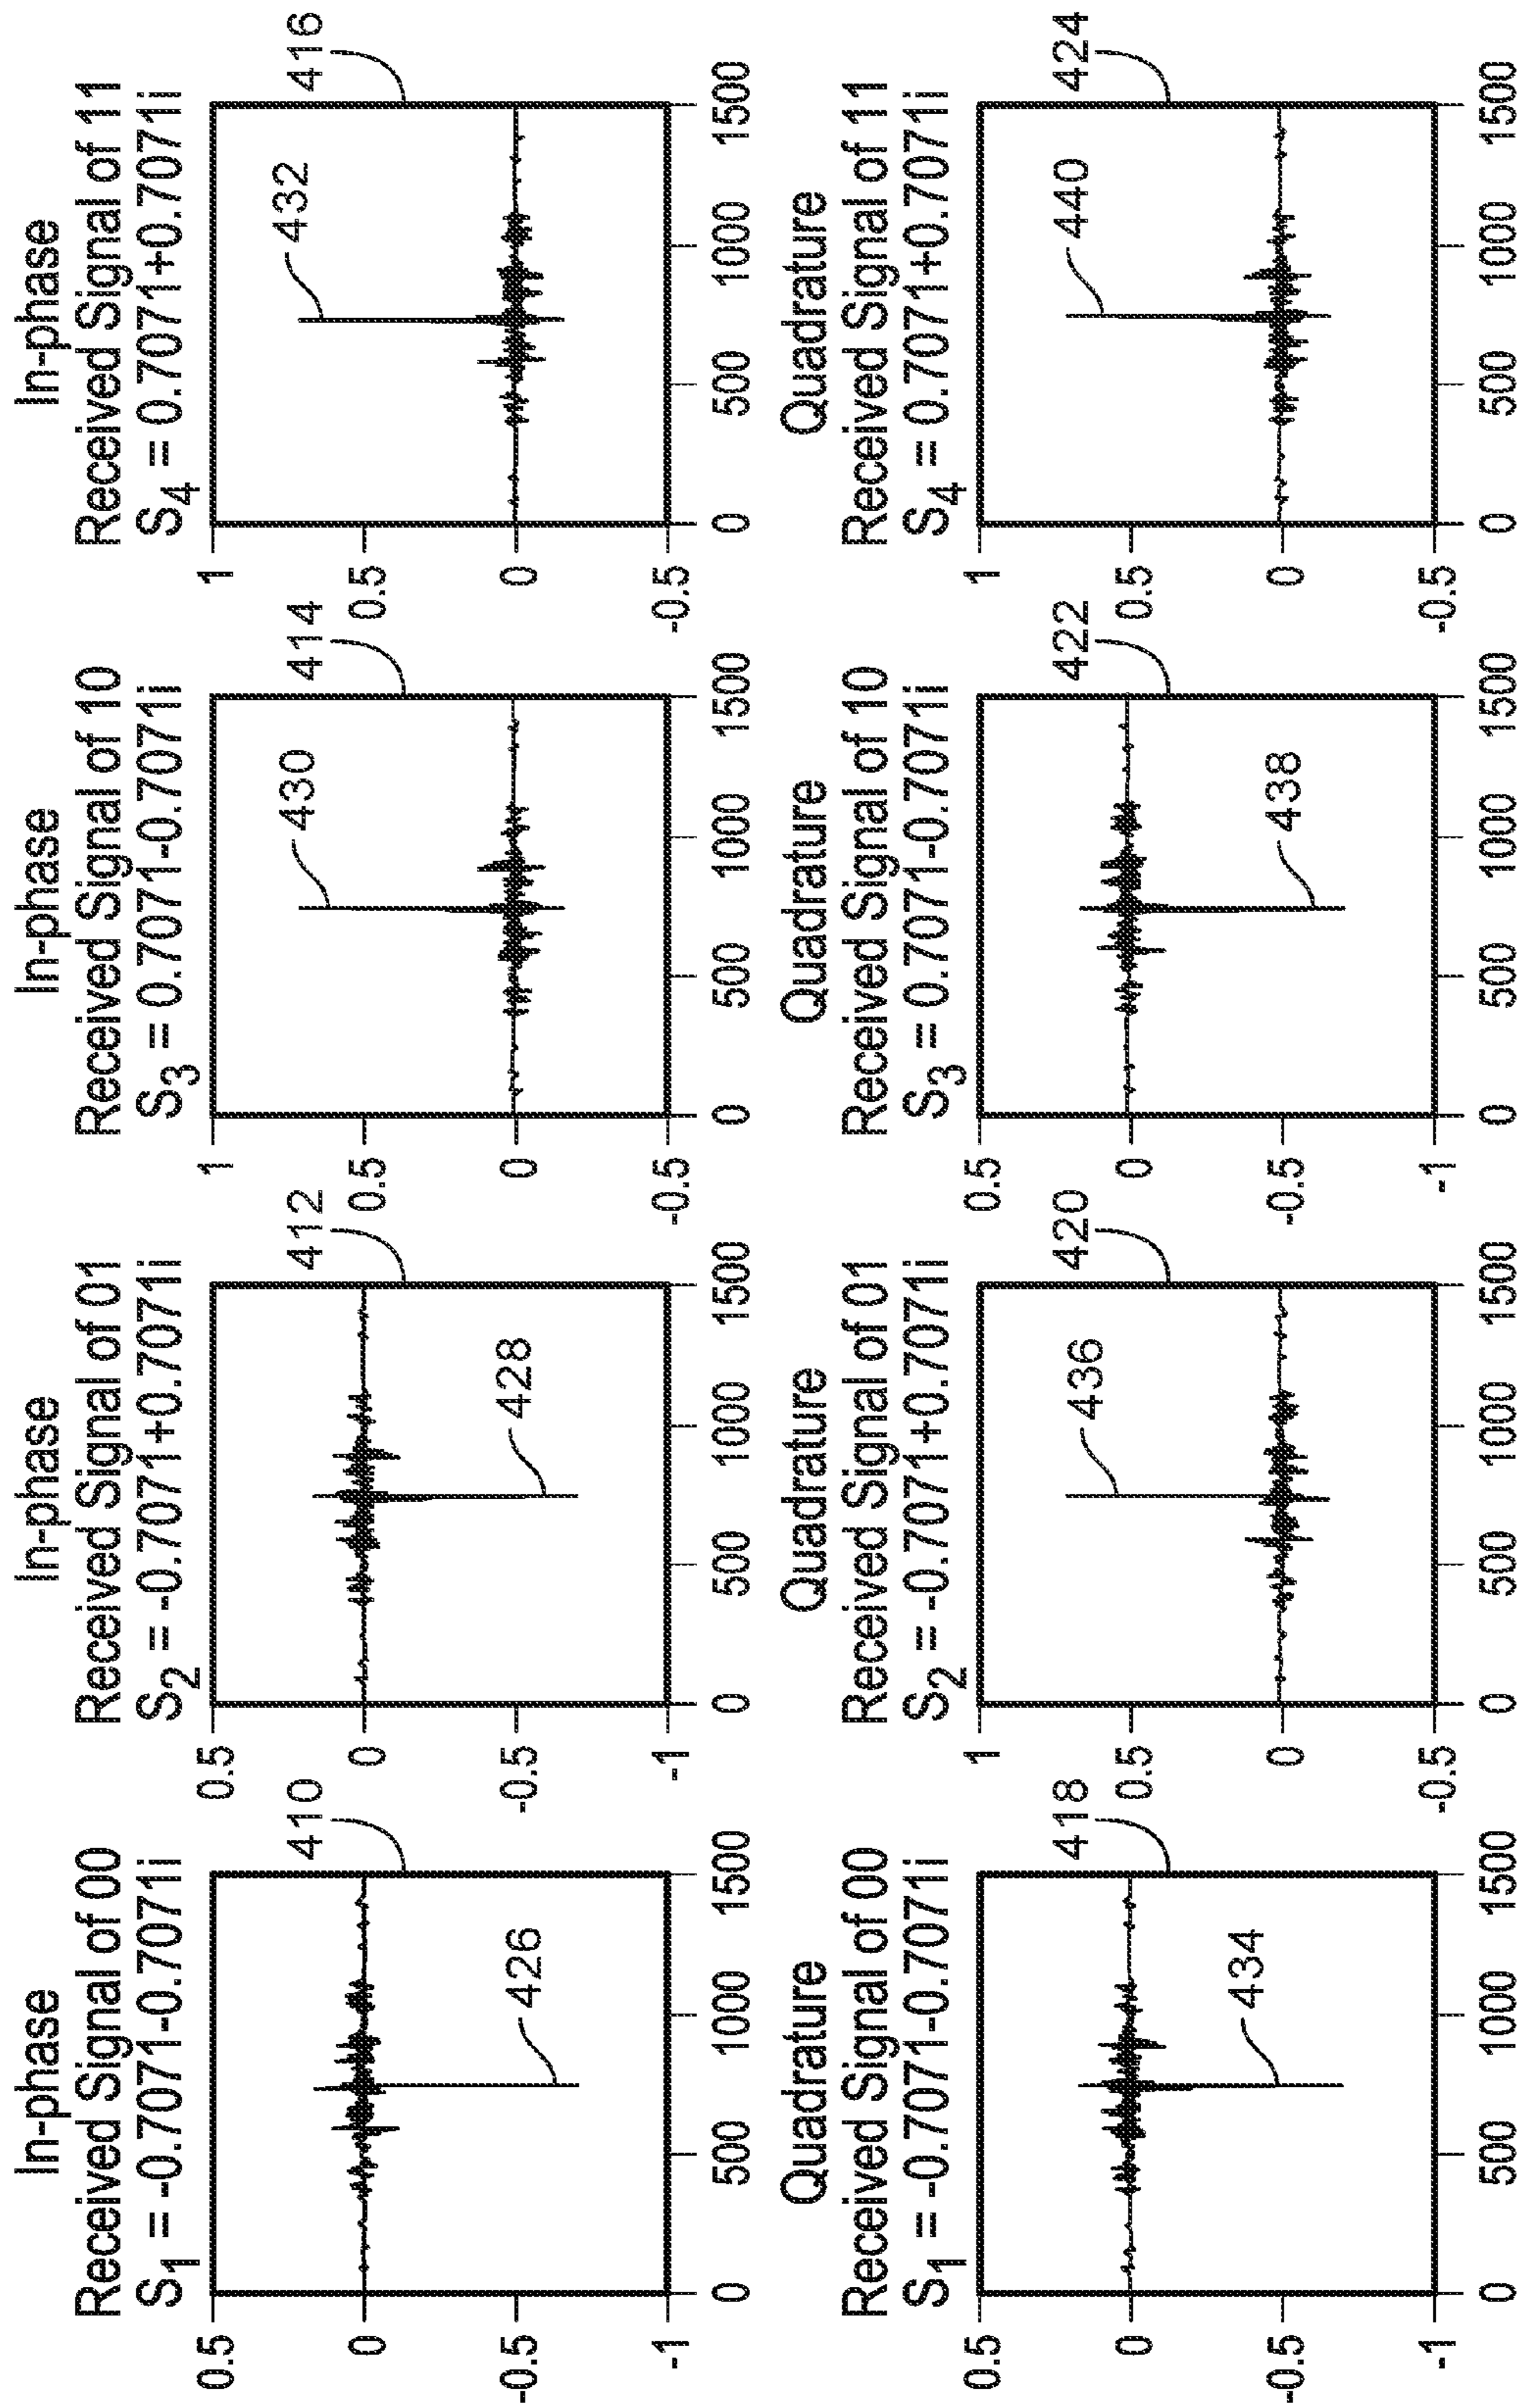 In-phase
Received Signal of 00
S1 = -0.7071-0.7071i
410
0.5
0
-0.5
-1
426
0 500 1000 1500
In-phase
Received Signal of 01
S2 = -0.7071+0.7071i
412
0.5
0
-0.5
-1
428
0 500 1000 1500
In-phase
Received Signal of 10
S3 = 0.7071-0.7071i
414
1
0.5
0
-0.5
430
0 500 1000 1500
In-phase
Received Signal of 11
S4 = 0.7071+0.7071i
416
1
0.5
0
-0.5
432
0 500 1000 1500
Quadrature
Received Signal of 00
S1 = -0.7071-0.7071i
418
0.5
0
-0.5
-1
434
0 500 1000 1500
Quadrature
Received Signal of 01
S2 = -0.7071+0.7071i
420
1
0.5
0
-0.5
436
0 500 1000 1500
Quadrature
Received Signal of 10
S3 = 0.7071-0.7071i
422
0.5
0
-0.5
-1
438
0 500 1000 1500
Quadrature
Received Signal of 11
S4 = 0.7071+0.7071i
424
1
0.5
0
-0.5
440
0 500 1000 1500